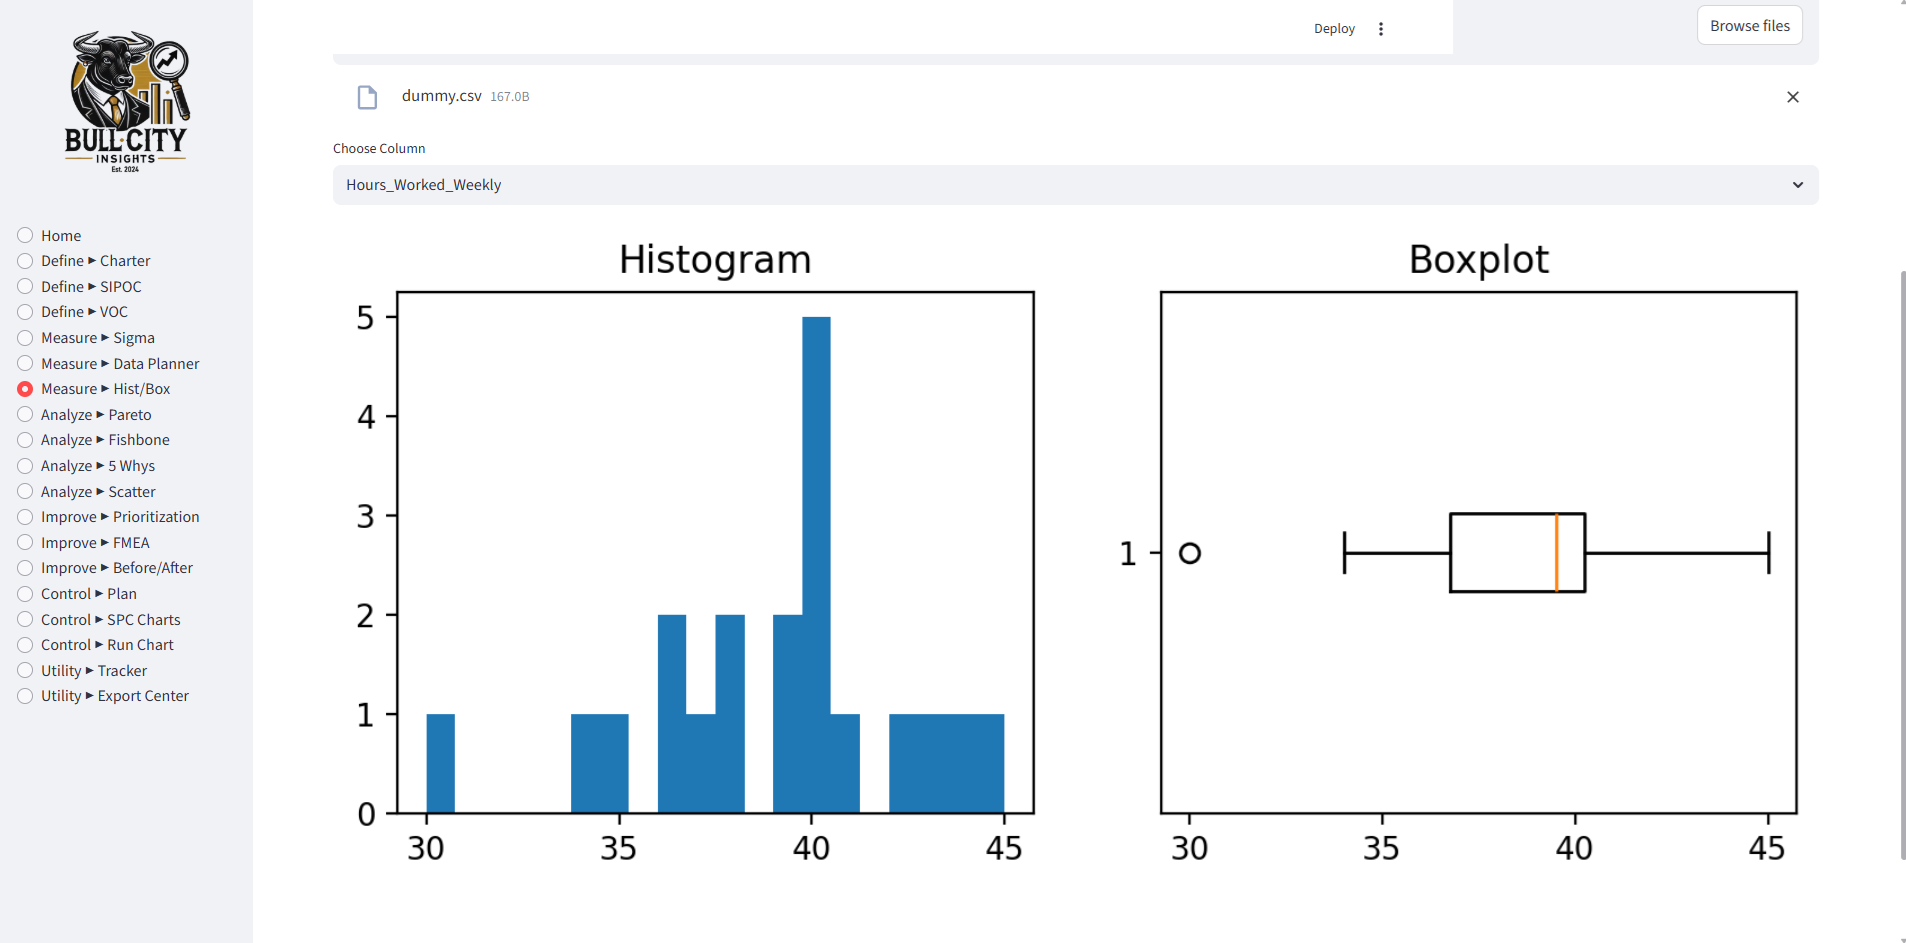 BULL·CITY
INSIGHTS
Est. 2024
Home
Define ▸ Charter
Define ▸ SIPOC
Define ▸ VOC
Measure ▸ Sigma
Measure ▸ Data Planner
Measure ▸ Hist/Box
Analyze ▸ Pareto
Analyze ▸ Fishbone
Analyze ▸ 5 Whys
Analyze ▸ Scatter
Improve ▸ Prioritization
Improve ▸ FMEA
Improve ▸ Before/After
Control ▸ Plan
Control ▸ SPC Charts
Control ▸ Run Chart
Utility ▸ Tracker
Utility ▸ Export Center
Deploy
Browse files
dummy.csv 167.0B
Choose Column
Hours_Worked_Weekly
Histogram
5
4
3
2
1
0
30 35 40 45
Boxplot
1
30 35 40 45